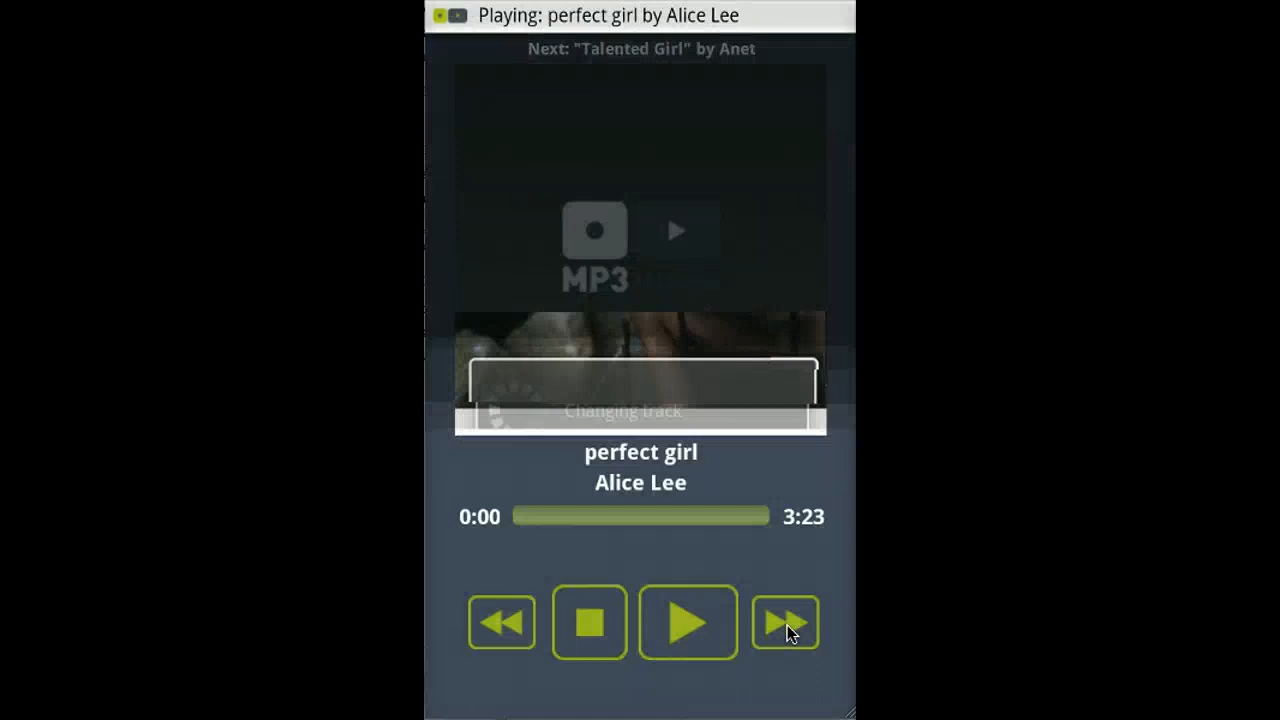 Playing: perfect girl by Alice Lee
Next: "Talented Girl" by Anet
MP3
Changing track
perfect girl
Alice Lee
0:00 3:23